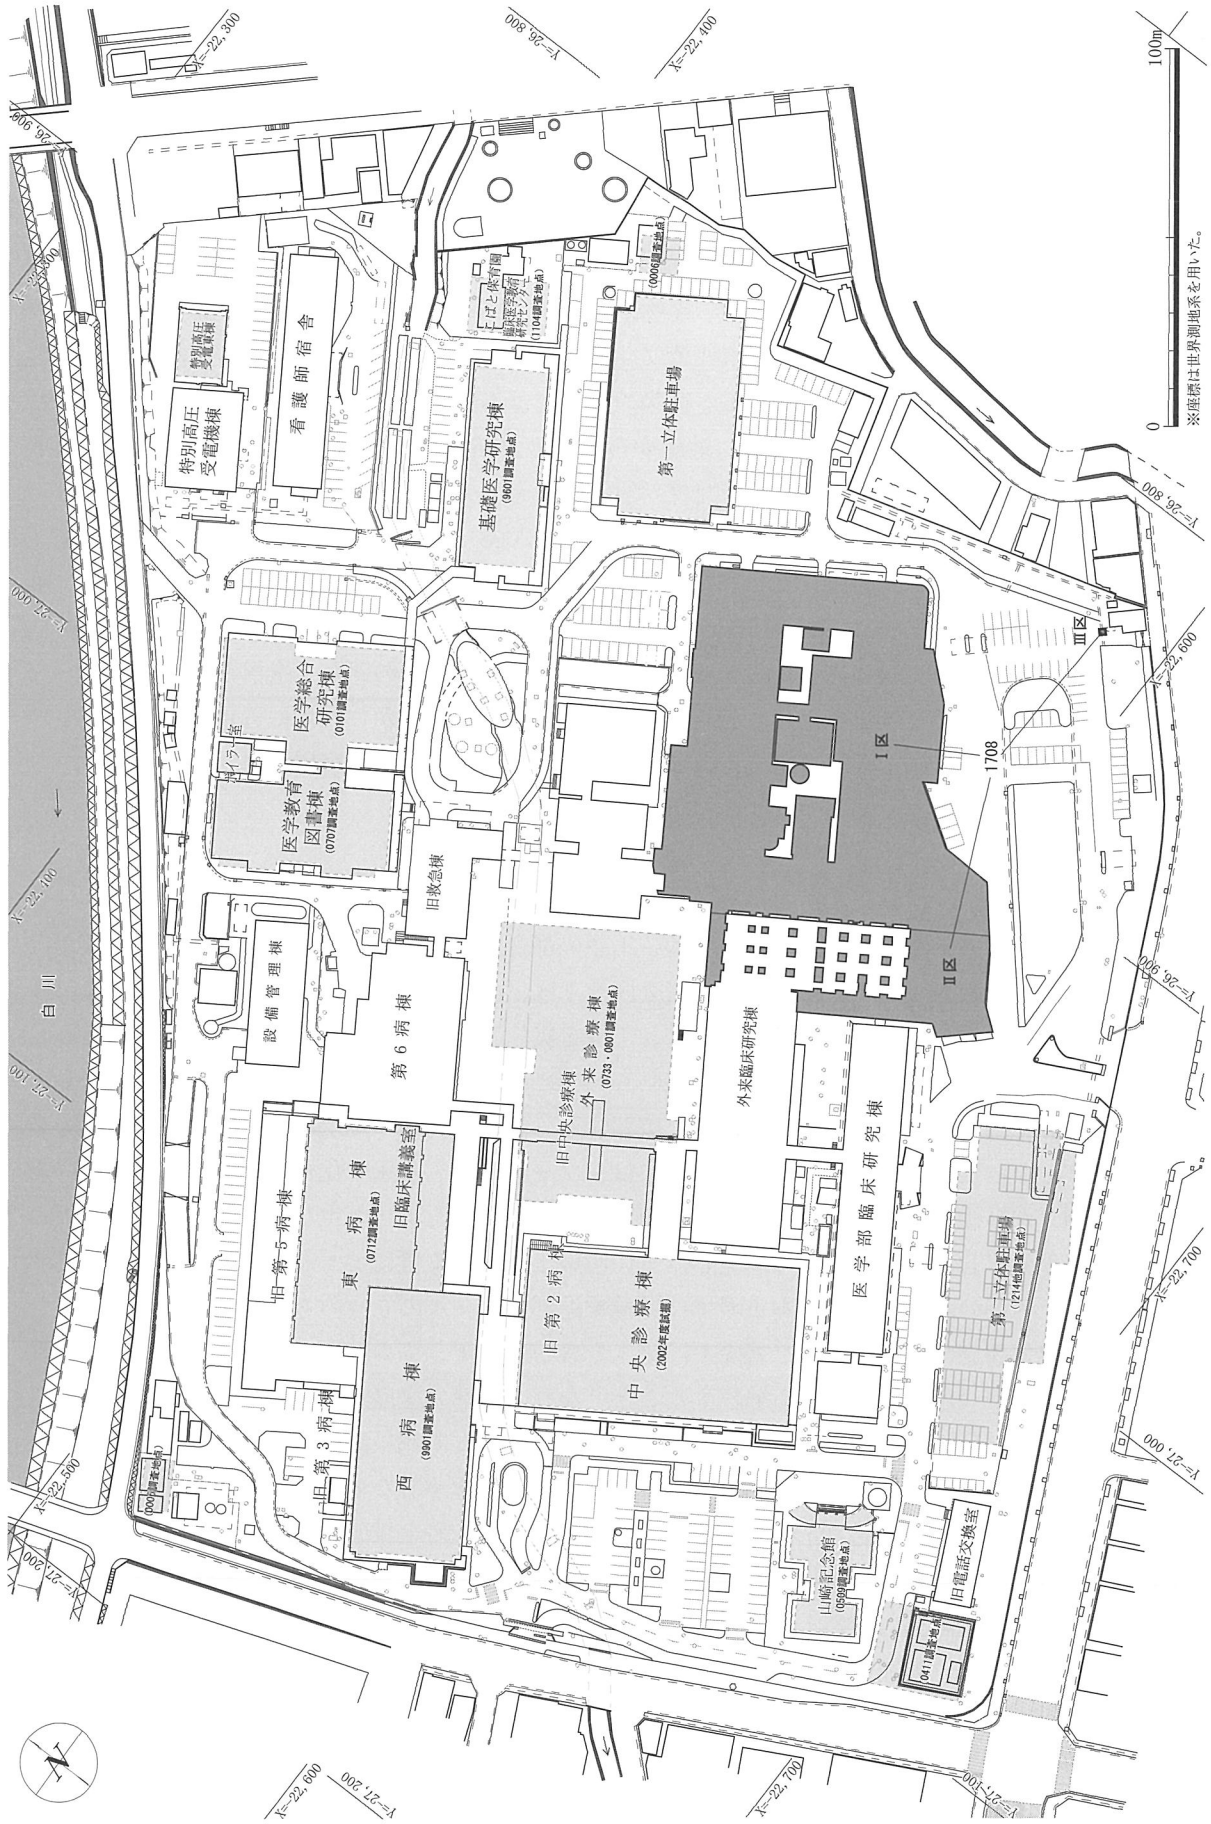 X=-22,300
Y=-26,800
X=-22,400
100m
0
※座標は世界測地系を用いた。
Y=-26,900
白川
X=-22,400
Y=-27,100
X=-22,500
Y=-27,200
特別高圧
受電東棟
特別高圧
受電機棟
看護師宿舎
こばと保育園
臨床医学教育
研究センター
(1104調査地点)
(0006調査地点)
基礎医学研究棟
(9601調査地点)
第一立体駐車場
Y=-26,800
X=-22,600
医学総合
研究棟
(0101調査地点)
ボイラー室
医学教育
図書棟
(0707調査地点)
旧救急棟
Ⅰ区
Ⅱ区
Ⅲ区
1708
設備管理棟
第6病棟
旧中央診療棟
外来診療棟
(0733・0801調査地点)
外来臨床研究棟
Y=-26,900
旧第5病棟
東病棟
(0712調査地点)
旧臨床講義室
旧第2病棟
中央診療棟
(2002年度試掘)
医学部臨床研究棟
第二立体駐車場
(1214他調査地点)
X=-22,700
Y=-27,000
旧第3病棟
西病棟
(9901調査地点)
山崎記念館
(0509調査地点)
旧電話交換室
(0411調査地点)
N
X=-22,600
Y=-27,200
X=-22,700
Y=-27,100